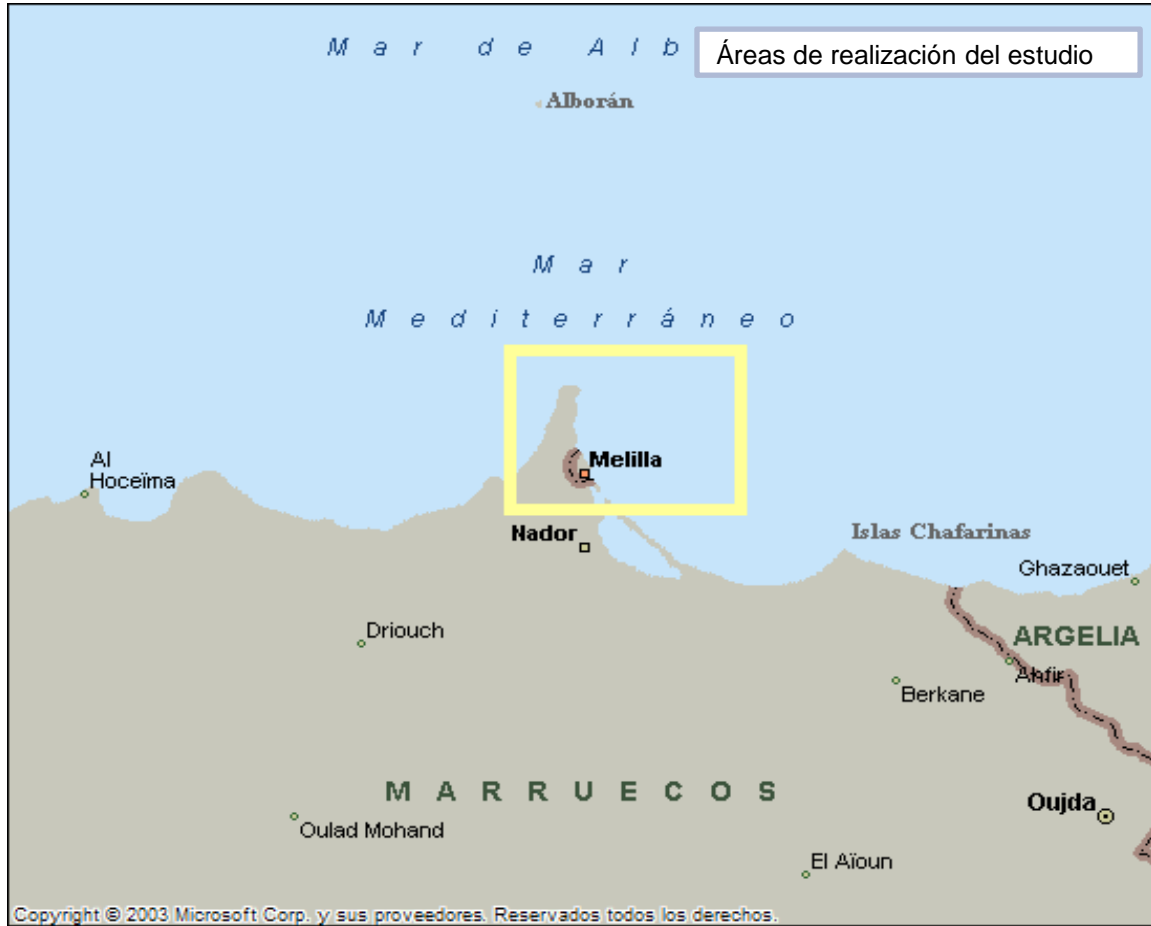 Mar de Alb
Áreas de realización del estudio
Alborán
Mar
Mediterráneo
Al
Hoceïma
Melilla
Nador
Islas Chafarinas
Ghazaouet
Driouch
ARGELIA
Ahfir
Berkane
MARRUECOS
Oujda
Oulad Mohand
El Aïoun
Copyright © 2003 Microsoft Corp. y sus proveedores. Reservados todos los derechos.